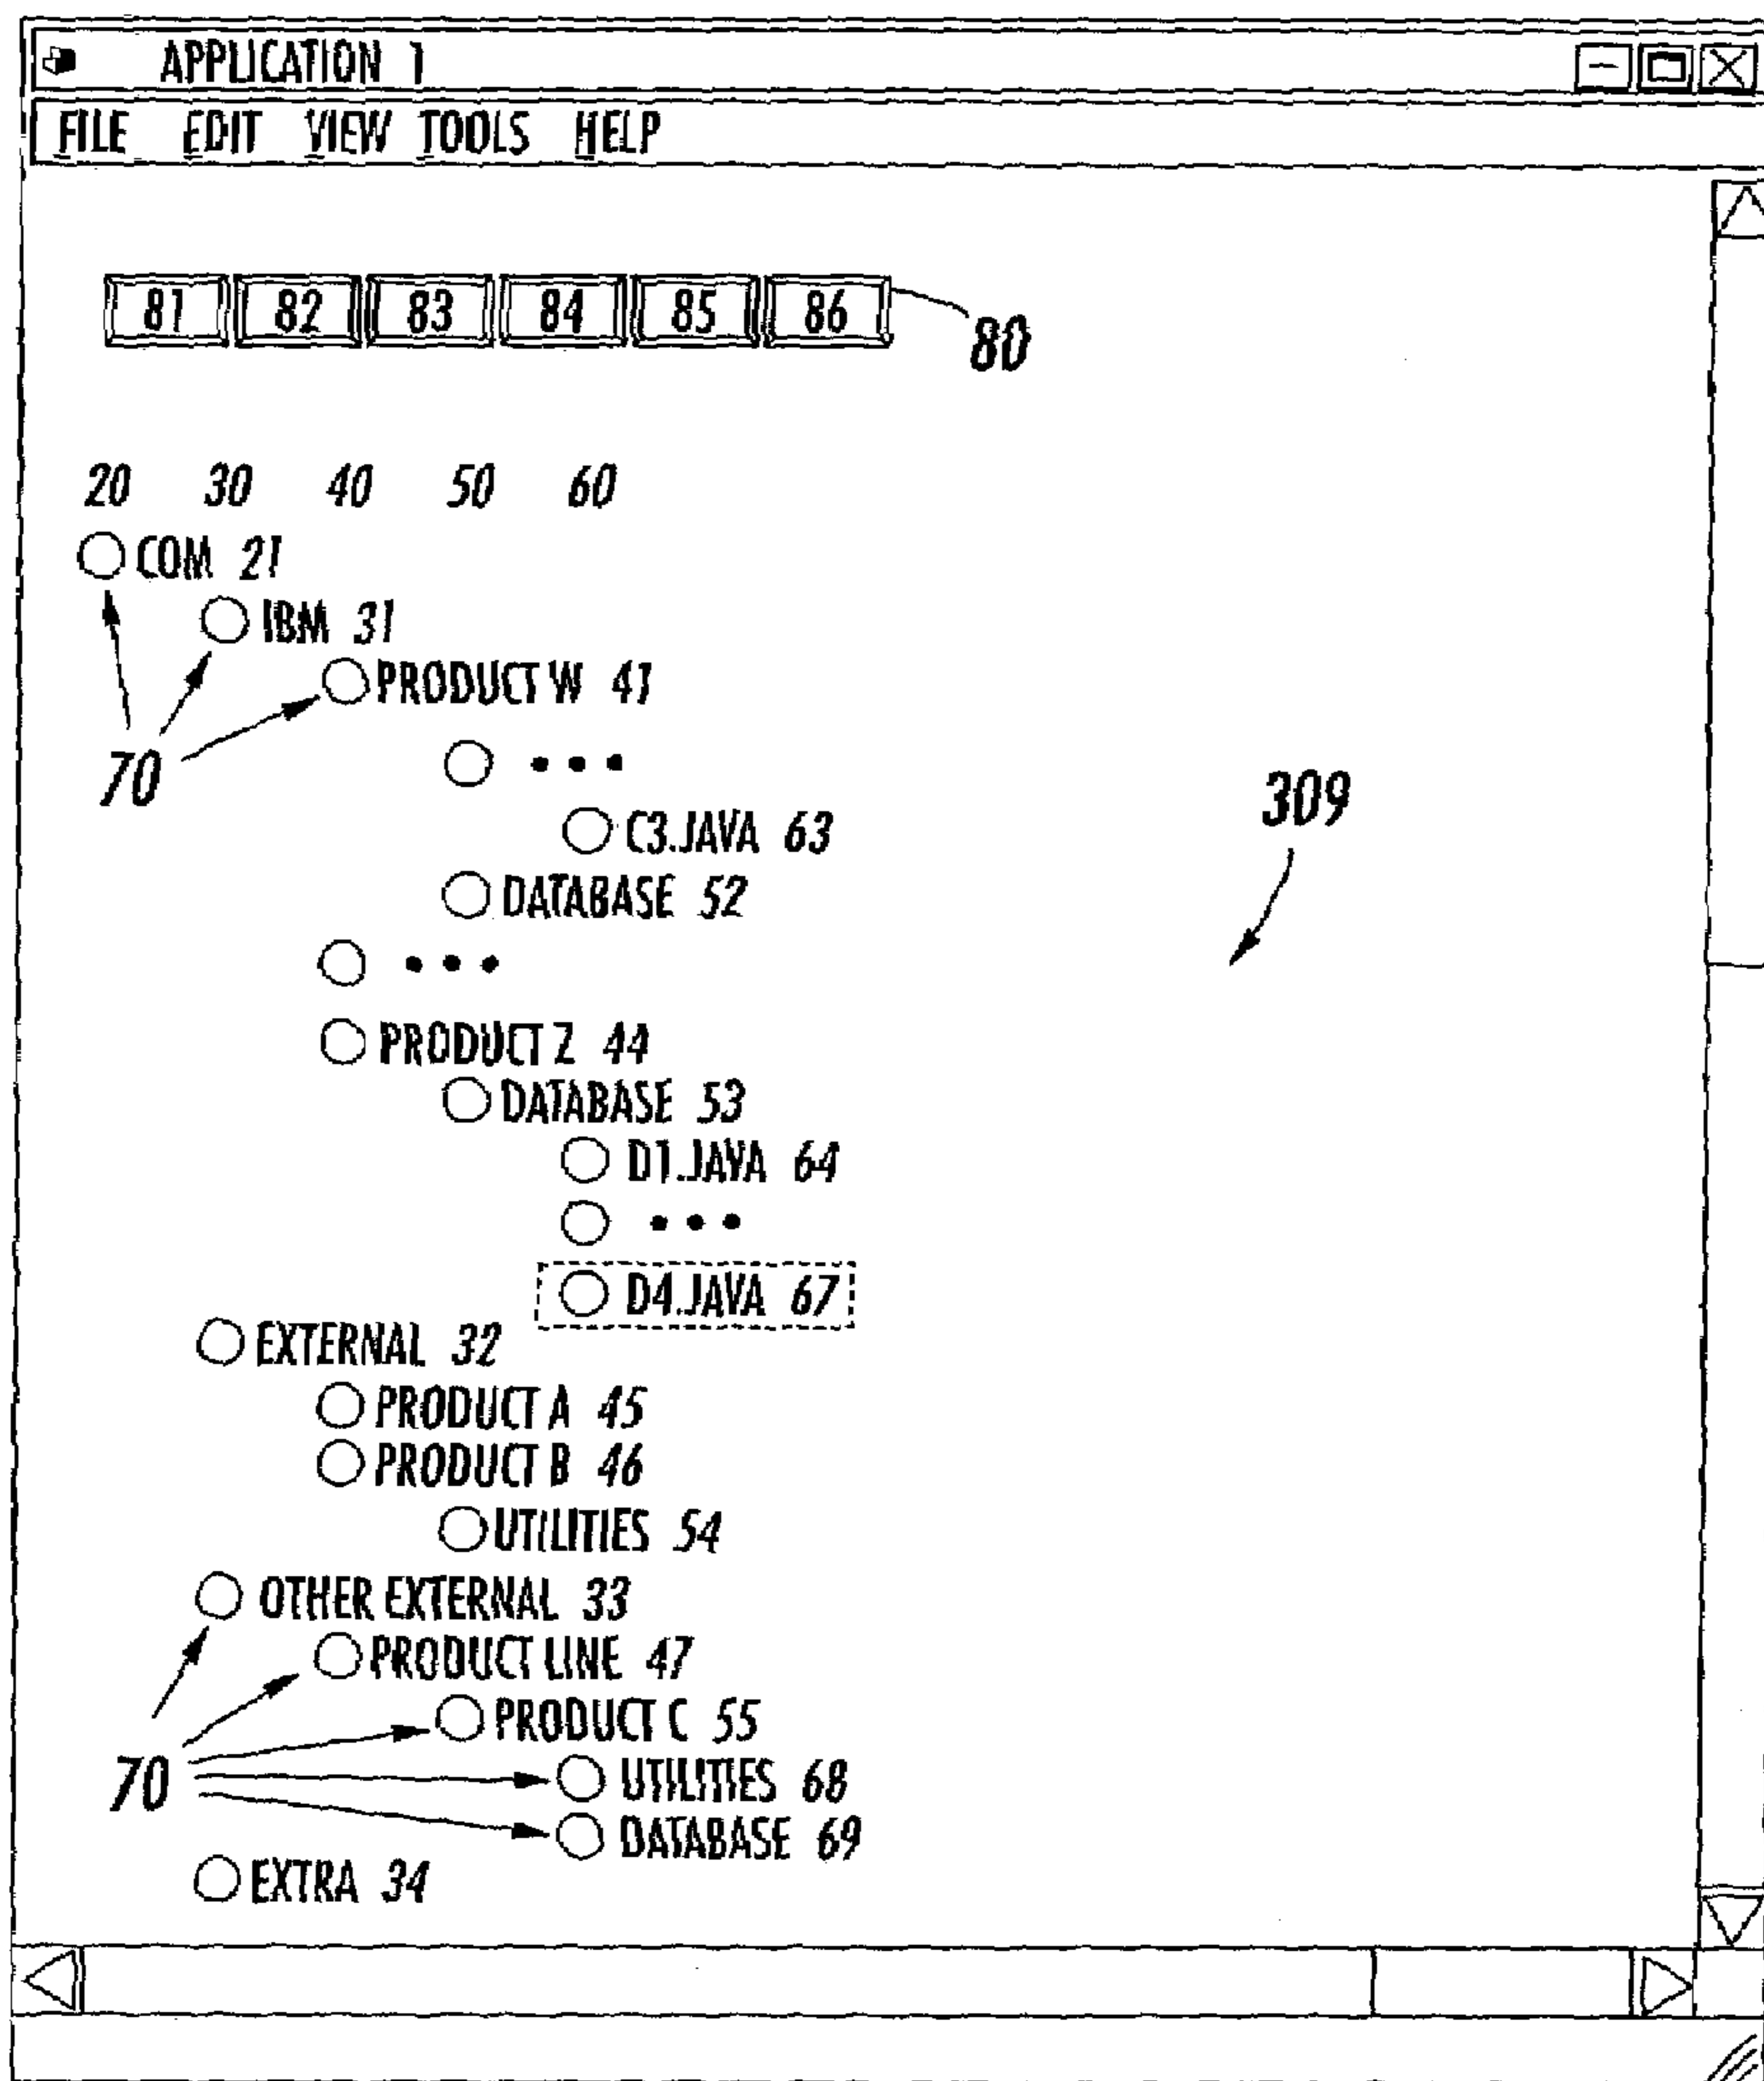 APPLICATION 1
FILE EDIT VIEW TOOLS HELP
81 82 83 84 85 86
80
20 30 40 50 60
COM 21
IBM 31
PRODUCT W 41
70
• • •
309
C3.JAVA 63
DATABASE 52
• • •
PRODUCT Z 44
DATABASE 53
D1.JAVA 64
• • •
D4.JAVA 67
EXTERNAL 32
PRODUCT A 45
PRODUCT B 46
UTILITIES 54
OTHER EXTERNAL 33
PRODUCT LINE 47
PRODUCT C 55
70
UTILITIES 68
DATABASE 69
EXTRA 34